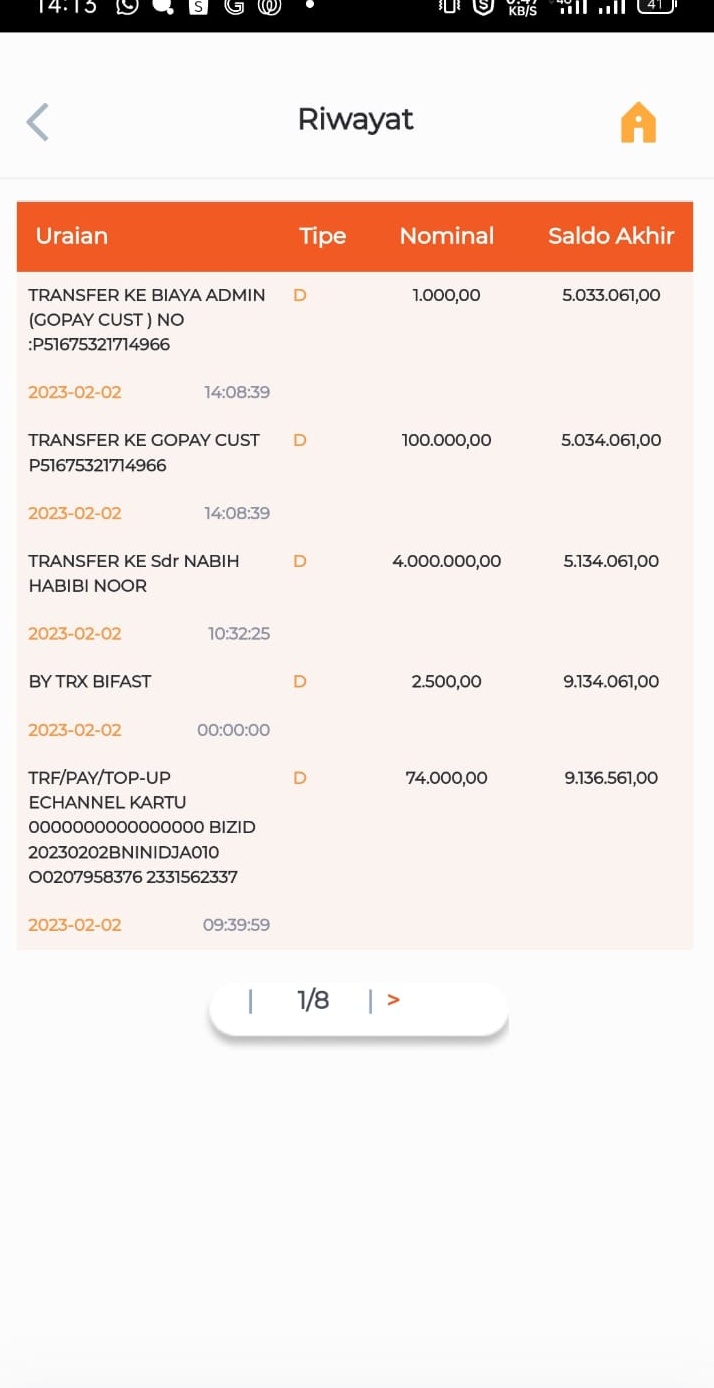 14:13
KB/S
41
Riwayat
Uraian Tipe Nominal Saldo Akhir
TRANSFER KE BIAYA ADMIN D 1.000,00 5.033.061,00
(GOPAY CUST ) NO
:P51675321714966
2023-02-02 14:08:39
TRANSFER KE GOPAY CUST D 100.000,00 5.034.061,00
P51675321714966
2023-02-02 14:08:39
TRANSFER KE Sdr NABIH D 4.000.000,00 5.134.061,00
HABIBI NOOR
2023-02-02 10:32:25
BY TRX BIFAST D 2.500,00 9.134.061,00
2023-02-02 00:00:00
TRF/PAY/TOP-UP D 74.000,00 9.136.561,00
ECHANNEL KARTU
0000000000000000 BIZID
20230202BNINIDJA010
O0207958376 2331562337
2023-02-02 09:39:59
| 1/8 | >